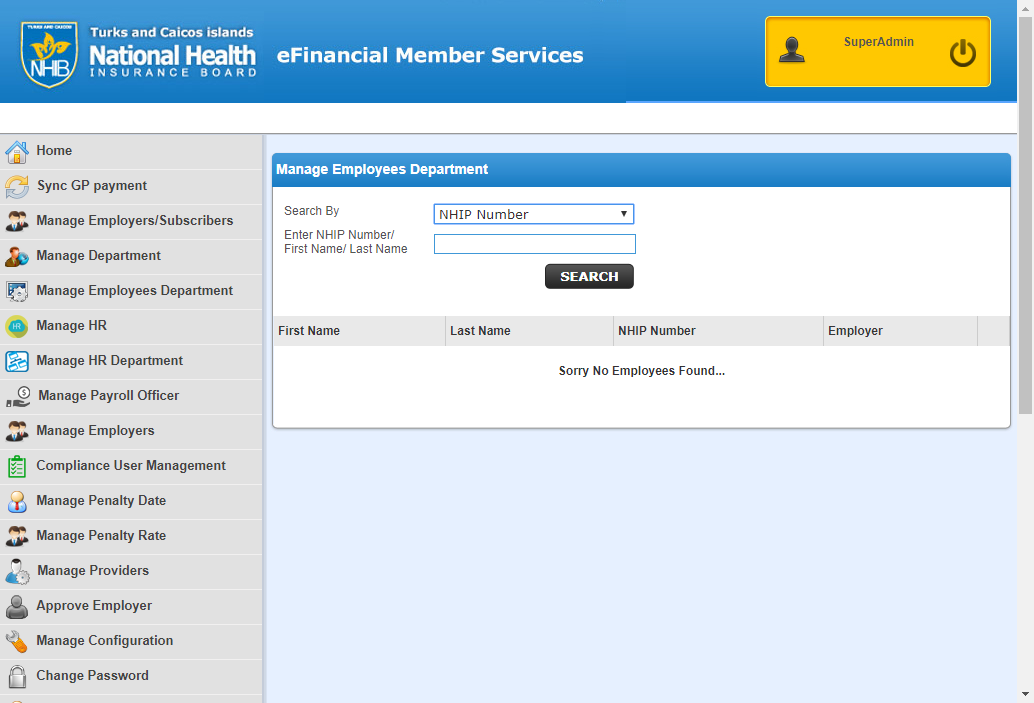 TURKS AND CAICOS
NHIB
Turks and Caicos islands
National Health
INSURANCE BOARD
eFinancial Member Services
SuperAdmin
Home
Sync GP payment
Manage Employers/Subscribers
Manage Department
Manage Employees Department
HR
Manage HR
Manage HR Department
$
Manage Payroll Officer
Manage Employers
Compliance User Management
Manage Penalty Date
Manage Penalty Rate
Manage Providers
Approve Employer
Manage Configuration
Change Password
Manage Employees Department
Search By
NHIP Number
Enter NHIP Number/
First Name/ Last Name
SEARCH
First Name Last Name NHIP Number Employer
Sorry No Employees Found...